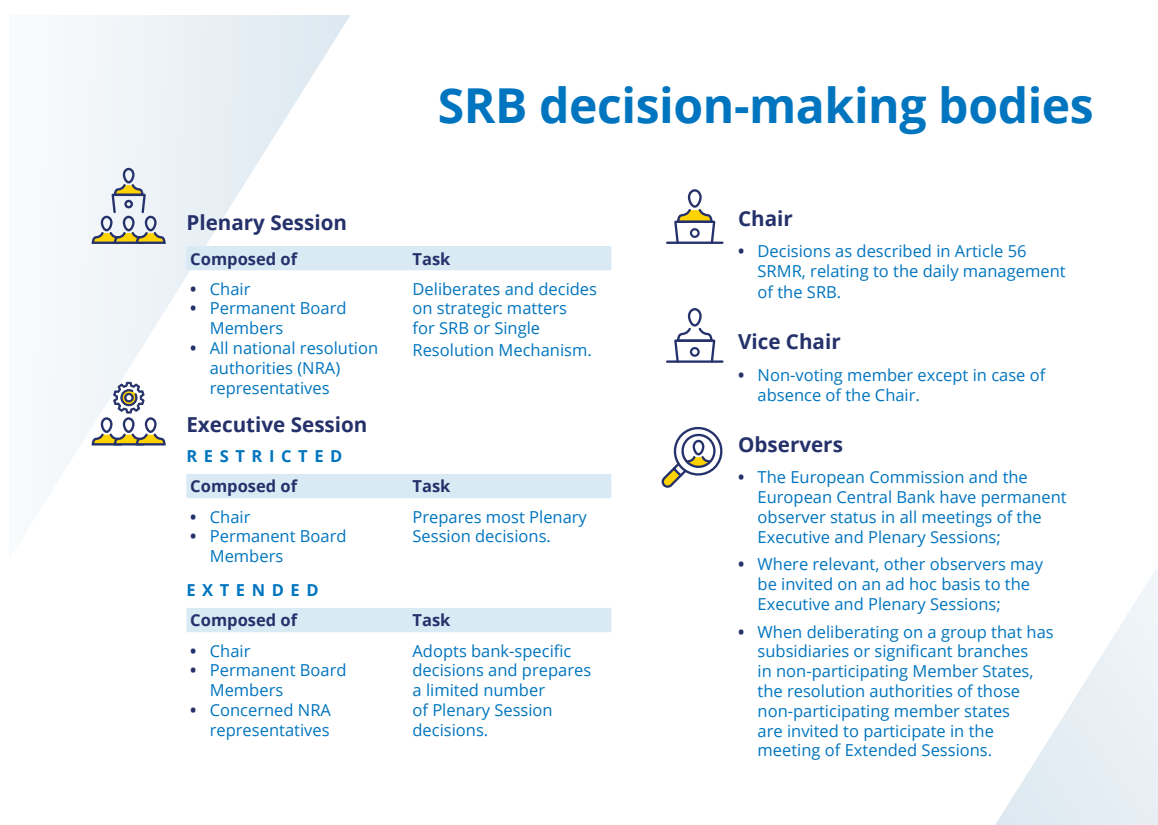 SRB decision-making bodies
Plenary Session
Composed of
Task
• Chair
• Permanent Board
Members
• All national resolution
authorities (NRA)
representatives
Deliberates and decides
on strategic matters
for SRB or Single
Resolution Mechanism.
Executive Session
RESTRICTED
Composed of
Task
• Chair
• Permanent Board
Members
Prepares most Plenary
Session decisions.
EXTENDED
Composed of
Task
• Chair
• Permanent Board
Members
• Concerned NRA
representatives
Adopts bank-specific
decisions and prepares
a limited number
of Plenary Session
decisions.
Chair
• Decisions as described in Article 56
SRMR, relating to the daily management
of the SRB.
Vice Chair
• Non-voting member except in case of
absence of the Chair.
Observers
• The European Commission and the
European Central Bank have permanent
observer status in all meetings of the
Executive and Plenary Sessions;
• Where relevant, other observers may
be invited on an ad hoc basis to the
Executive and Plenary Sessions;
• When deliberating on a group that has
subsidiaries or significant branches
in non-participating Member States,
the resolution authorities of those
non-participating member states
are invited to participate in the
meeting of Extended Sessions.